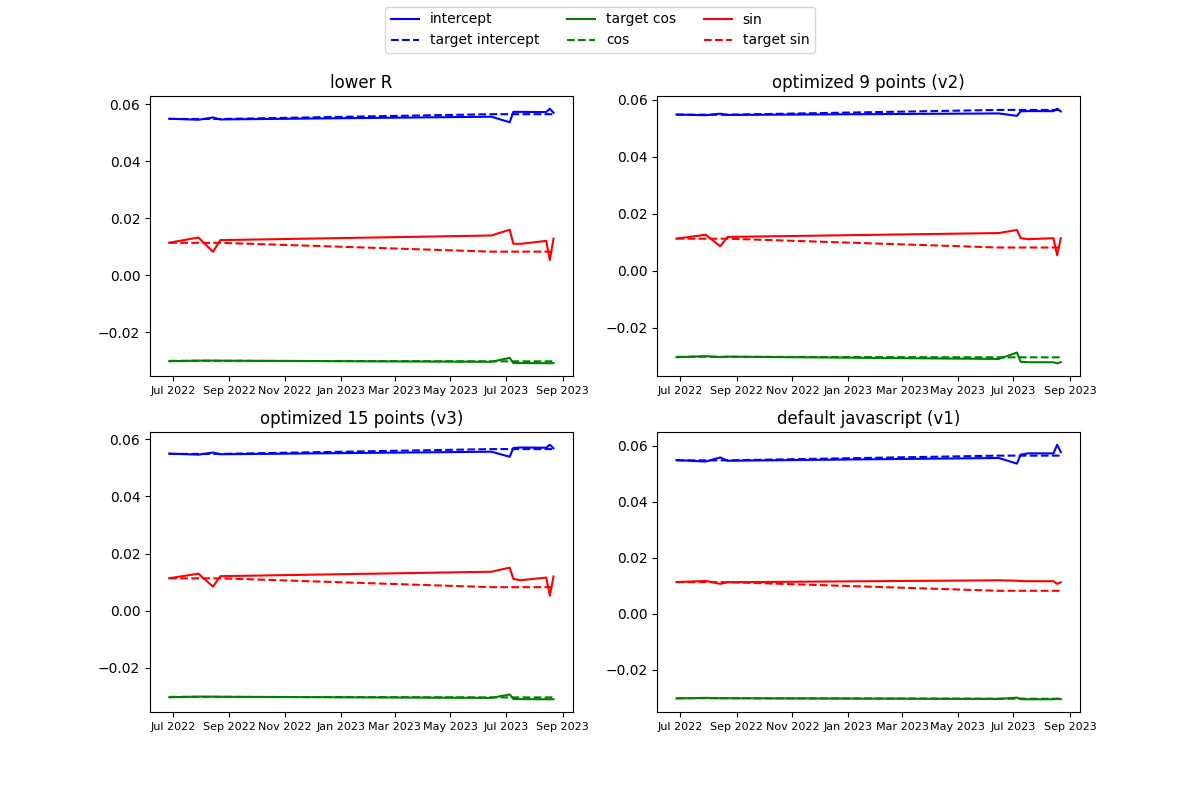 intercept target cos sin
target intercept cos target sin
lower R
0.06
0.04
0.02
0.00
−0.02
Jul 2022 Sep 2022 Nov 2022 Jan 2023 Mar 2023 May 2023 Jul 2023 Sep 2023
optimized 9 points (v2)
0.06
0.04
0.02
0.00
−0.02
Jul 2022 Sep 2022 Nov 2022 Jan 2023 Mar 2023 May 2023 Jul 2023 Sep 2023
optimized 15 points (v3)
0.06
0.04
0.02
0.00
−0.02
Jul 2022 Sep 2022 Nov 2022 Jan 2023 Mar 2023 May 2023 Jul 2023 Sep 2023
default javascript (v1)
0.06
0.04
0.02
0.00
−0.02
Jul 2022 Sep 2022 Nov 2022 Jan 2023 Mar 2023 May 2023 Jul 2023 Sep 2023